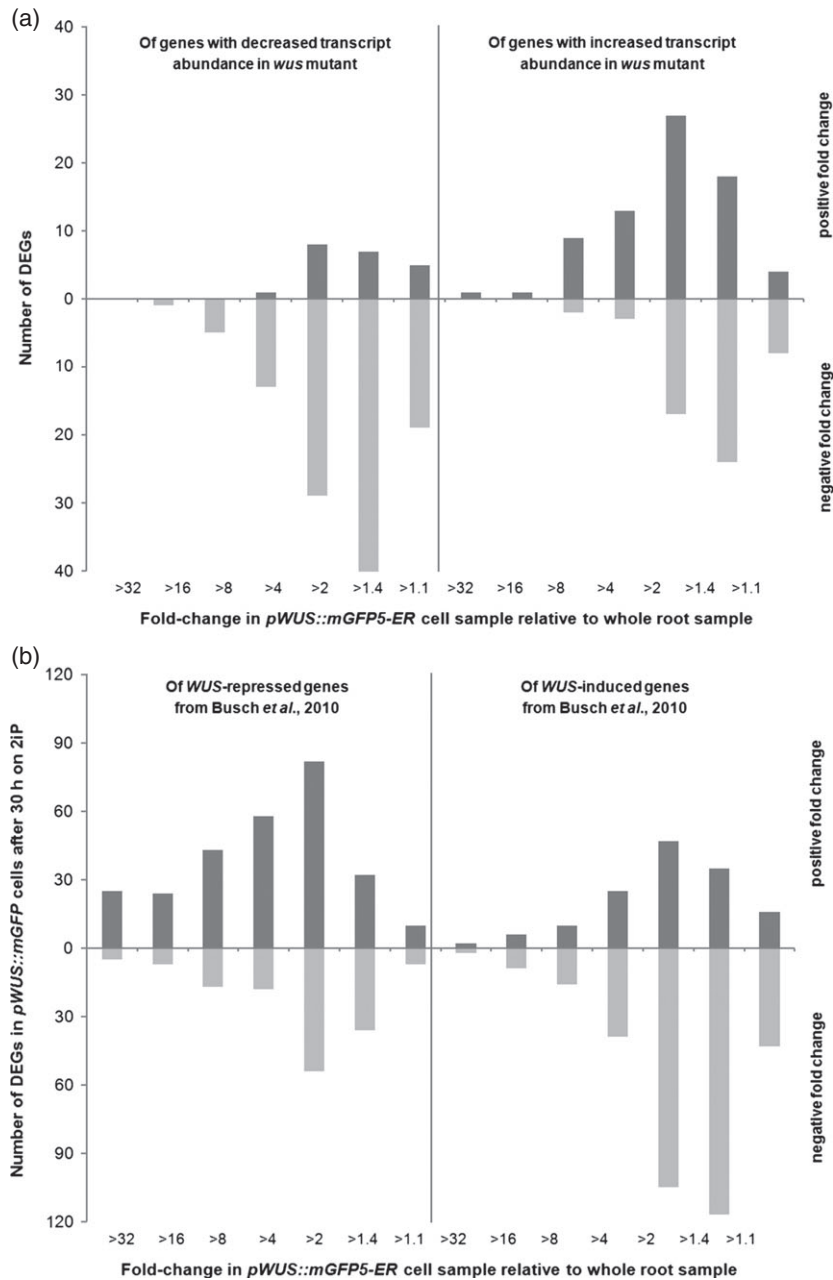 (a)
Of genes with decreased transcript
abundance in wus mutant
Of genes with increased transcript
abundance in wus mutant
40
30
20
10
0
10
20
30
40
Number of DEGs
positive fold change
negative fold change
>32 >16 >8 >4 >2 >1.4 >1.1 >32 >16 >8 >4 >2 >1.4 >1.1
Fold-change in pWUS::mGFP5-ER cell sample relative to whole root sample
(b)
Of WUS-repressed genes
from Busch et al., 2010
Of WUS-induced genes
from Busch et al., 2010
120
90
60
30
0
30
60
90
120
Number of DEGs in pWUS::mGFP cells after 30 h on 2iP
positive fold change
negative fold change
>32 >16 >8 >4 >2 >1.4 >1.1 >32 >16 >8 >4 >2 >1.4 >1.1
Fold-change in pWUS::mGFP5-ER cell sample relative to whole root sample